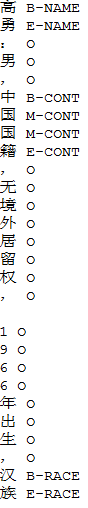 高 B-NAME
勇 E-NAME
： O
男 O
， O
中 B-CONT
国 M-CONT
国 M-CONT
籍 E-CONT
， O
无 O
境 O
外 O
居 O
留 O
权 O
， O

1 O
9 O
6 O
6 O
年 O
出 O
生 O
， O
汉 B-RACE
族 E-RACE